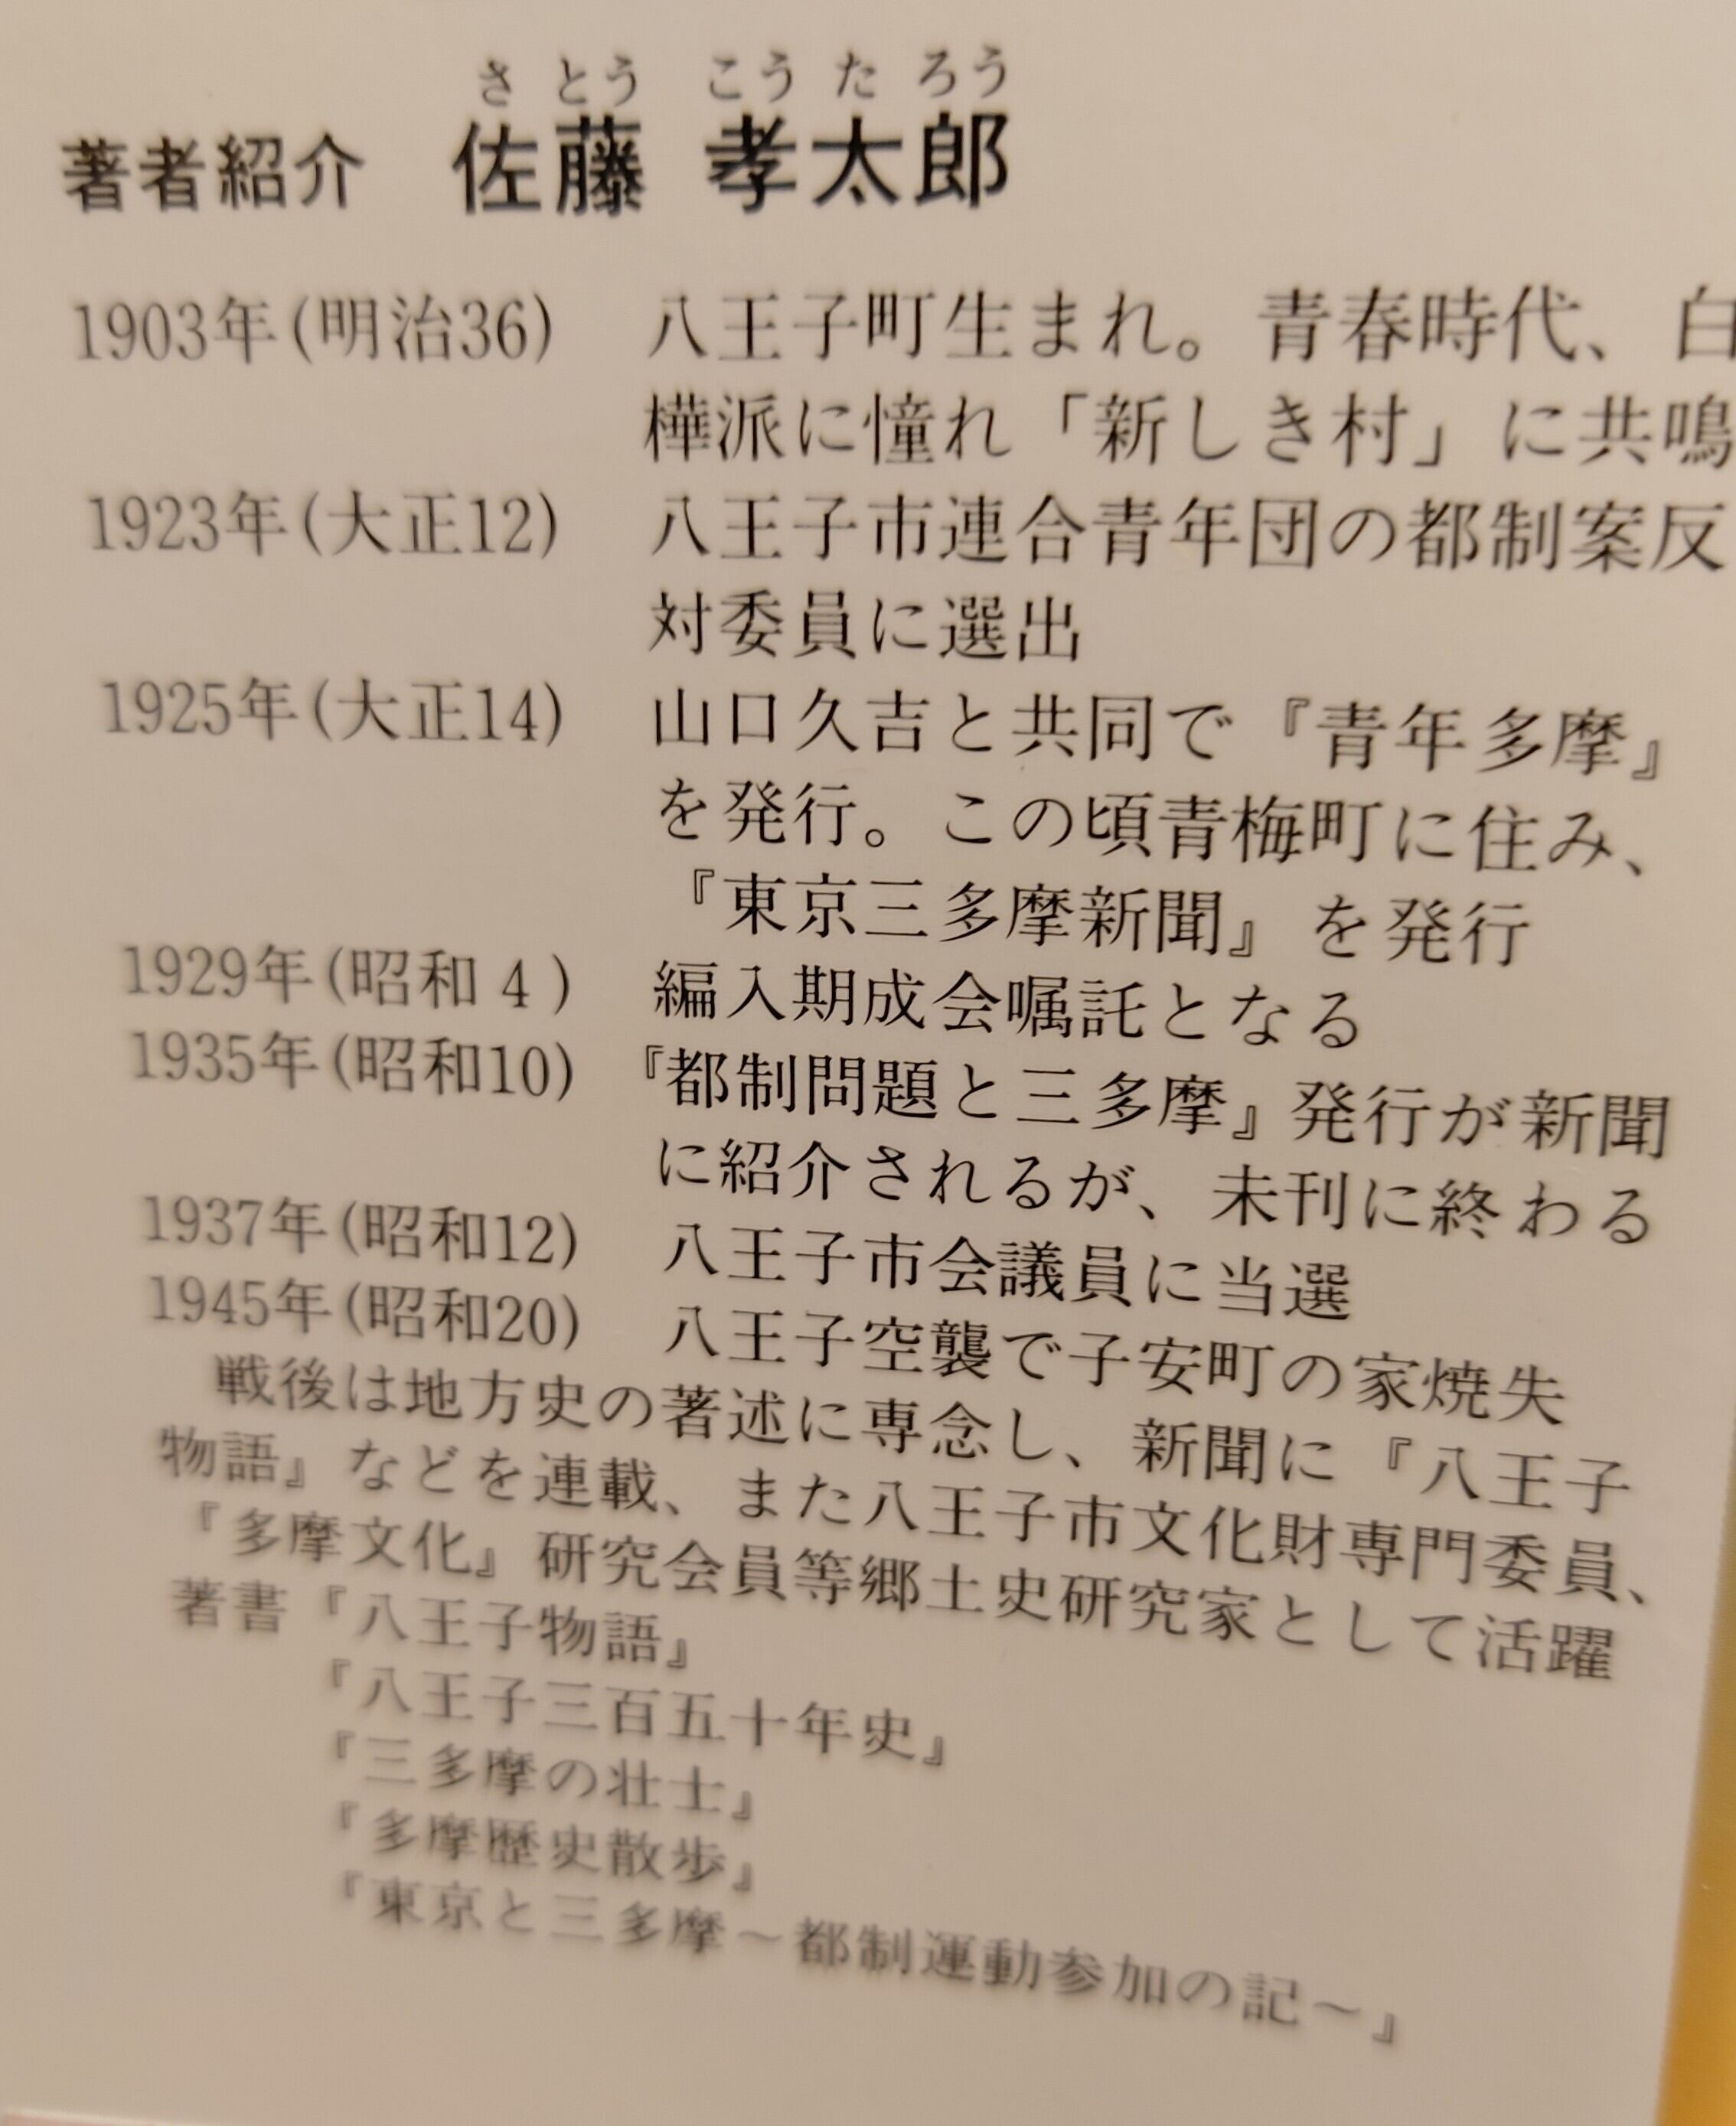 さ とう こう た ろう
著者紹介 佐藤 孝太郎
1903年(明治36) 八王子町生まれ。青春時代、白
樺派に憧れ「新しき村」に共鳴
1923年(大正12) 八王子市連合青年団の都制案反
対委員に選出
1925年(大正14) 山口久吉と共同で『青年多摩』
を発行。この頃青梅町に住み、
『東京三多摩新聞』を発行
1929年(昭和4) 編入期成会嘱託となる
1935年(昭和10) 『都制問題と三多摩』発行が新聞
に紹介されるが、未刊に終わる
1937年(昭和12) 八王子市会議員に当選
1945年(昭和20) 八王子空襲で子安町の家焼失
戦後は地方史の著述に専念し、新聞に『八王子
物語』などを連載、また八王子市文化財専門委員、
『多摩文化』研究会員等郷土史研究家として活躍
著書『八王子物語』
『八王子三百五十年史』
『三多摩の壮士』
『多摩歴史散歩』
『東京と三多摩～都制運動参加の記～』